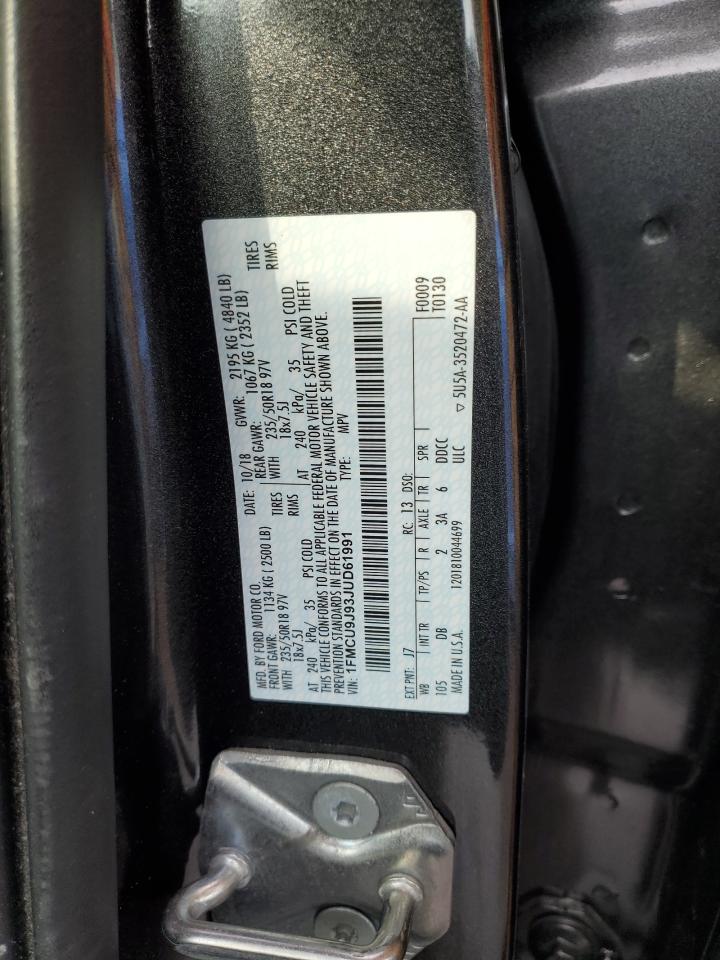 MFD. BY FORD MOTOR CO.
DATE: 10/18 GVWR: 2195 KG ( 4840 LB)
FRONT GAWR: 1134 KG (2500 LB) REAR GAWR: 1067 KG ( 2352 LB)
WITH 235/50R18 97V TIRES WITH 235/50R18 97V TIRES
18x7.5J RIMS 18x7.5J RIMS
AT 240 kPa/ 35 PSI COLD AT 240 kPa/ 35 PSI COLD
THIS VEHICLE CONFORMS TO ALL APPLICABLE FEDERAL MOTOR VEHICLE SAFETY AND THEFT
PREVENTION STANDARDS IN EFFECT ON THE DATE OF MANUFACTURE SHOWN ABOVE.
VIN: 1FMCU9J93JUD61991 TYPE: MPV
EXT PNT: J7 RC: 13 DSO: F0009
WB INT TR TP/PS R AXLE TR SPR T0130
105 DB 2 3A 6 DDCC ▽ 5U5A-3520472-AA
MADE IN U.S.A. 1201810044699 ULC